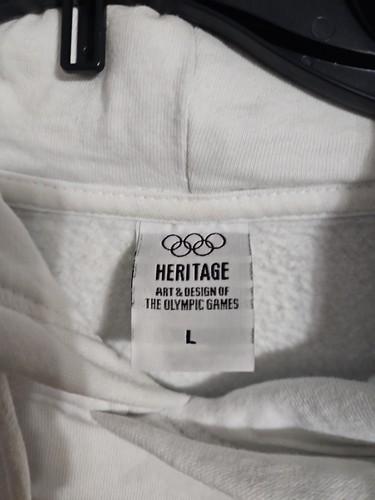 HERITAGE
ART & DESIGN OF
THE OLYMPIC GAMES
L